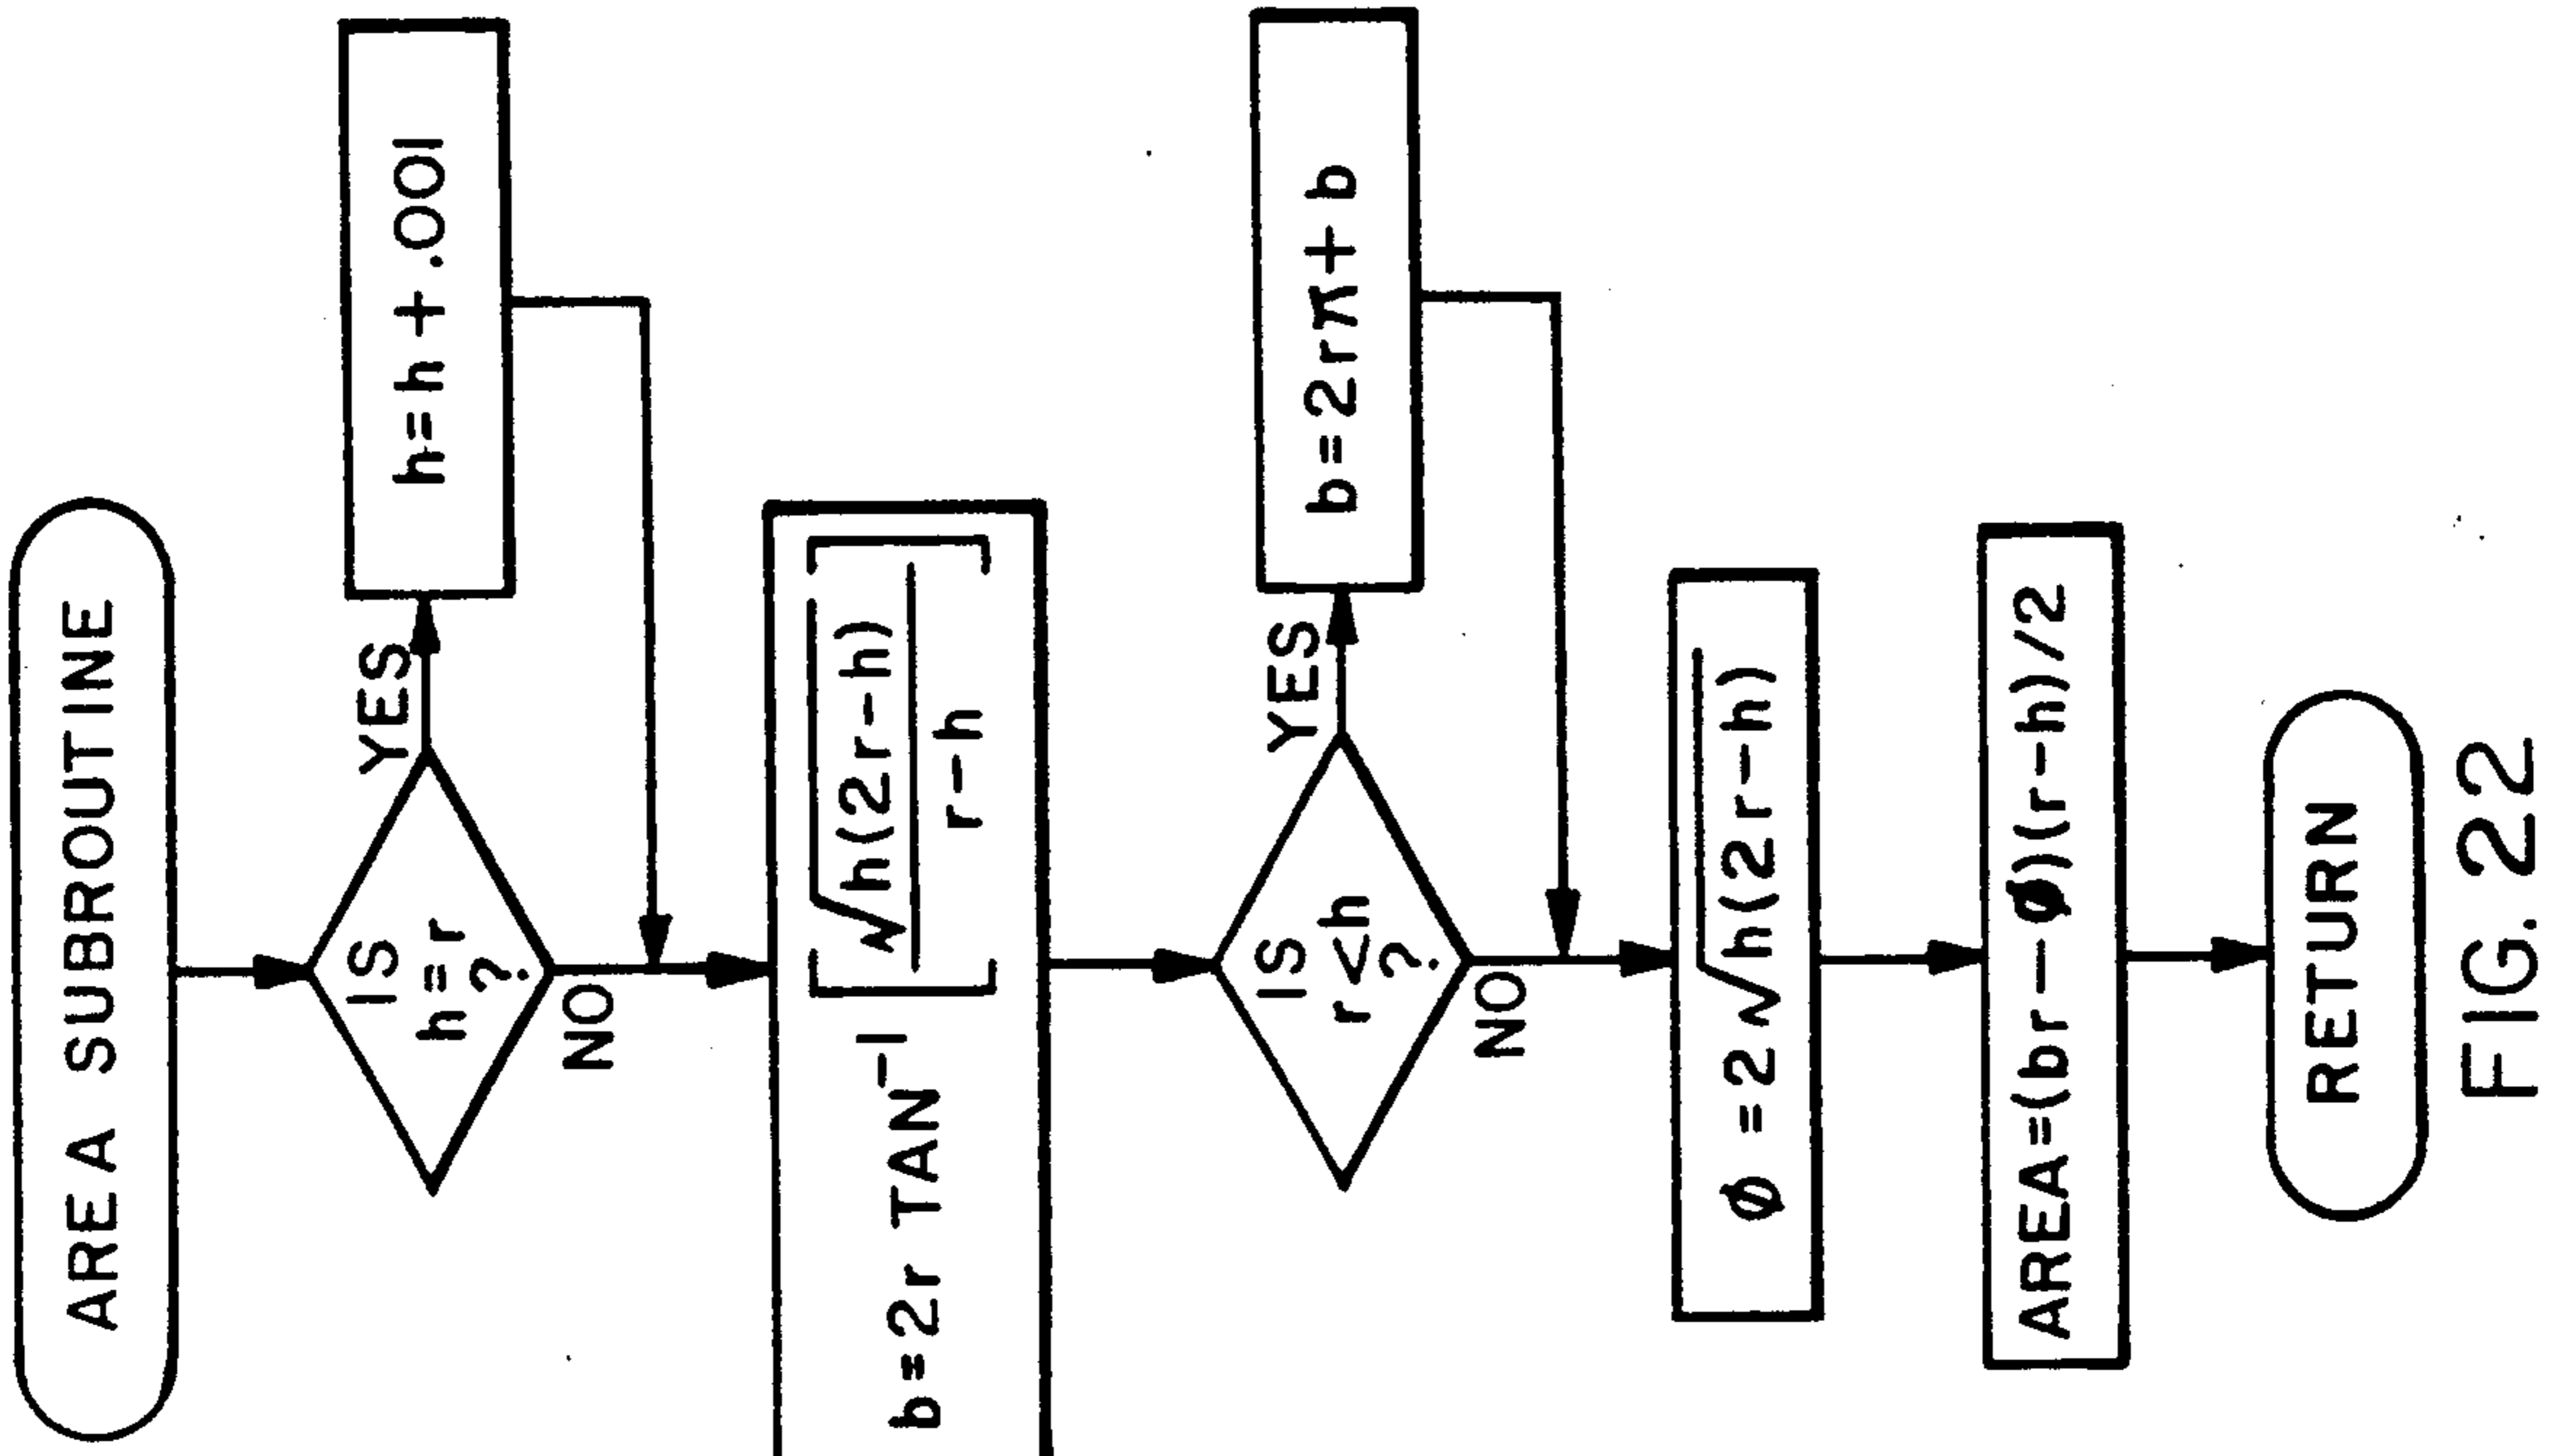 AREA SUBROUTINE
IS
h=r
?
YES
h=h+.001
NO
b=2r TAN⁻¹ [√h(2r-h) / r-h]
IS
r<h
?
YES
b=2rπ+b
NO
Ø =2√h(2r-h)
AREA=(br-Ø)(r-h)/2
RETURN
FIG. 22